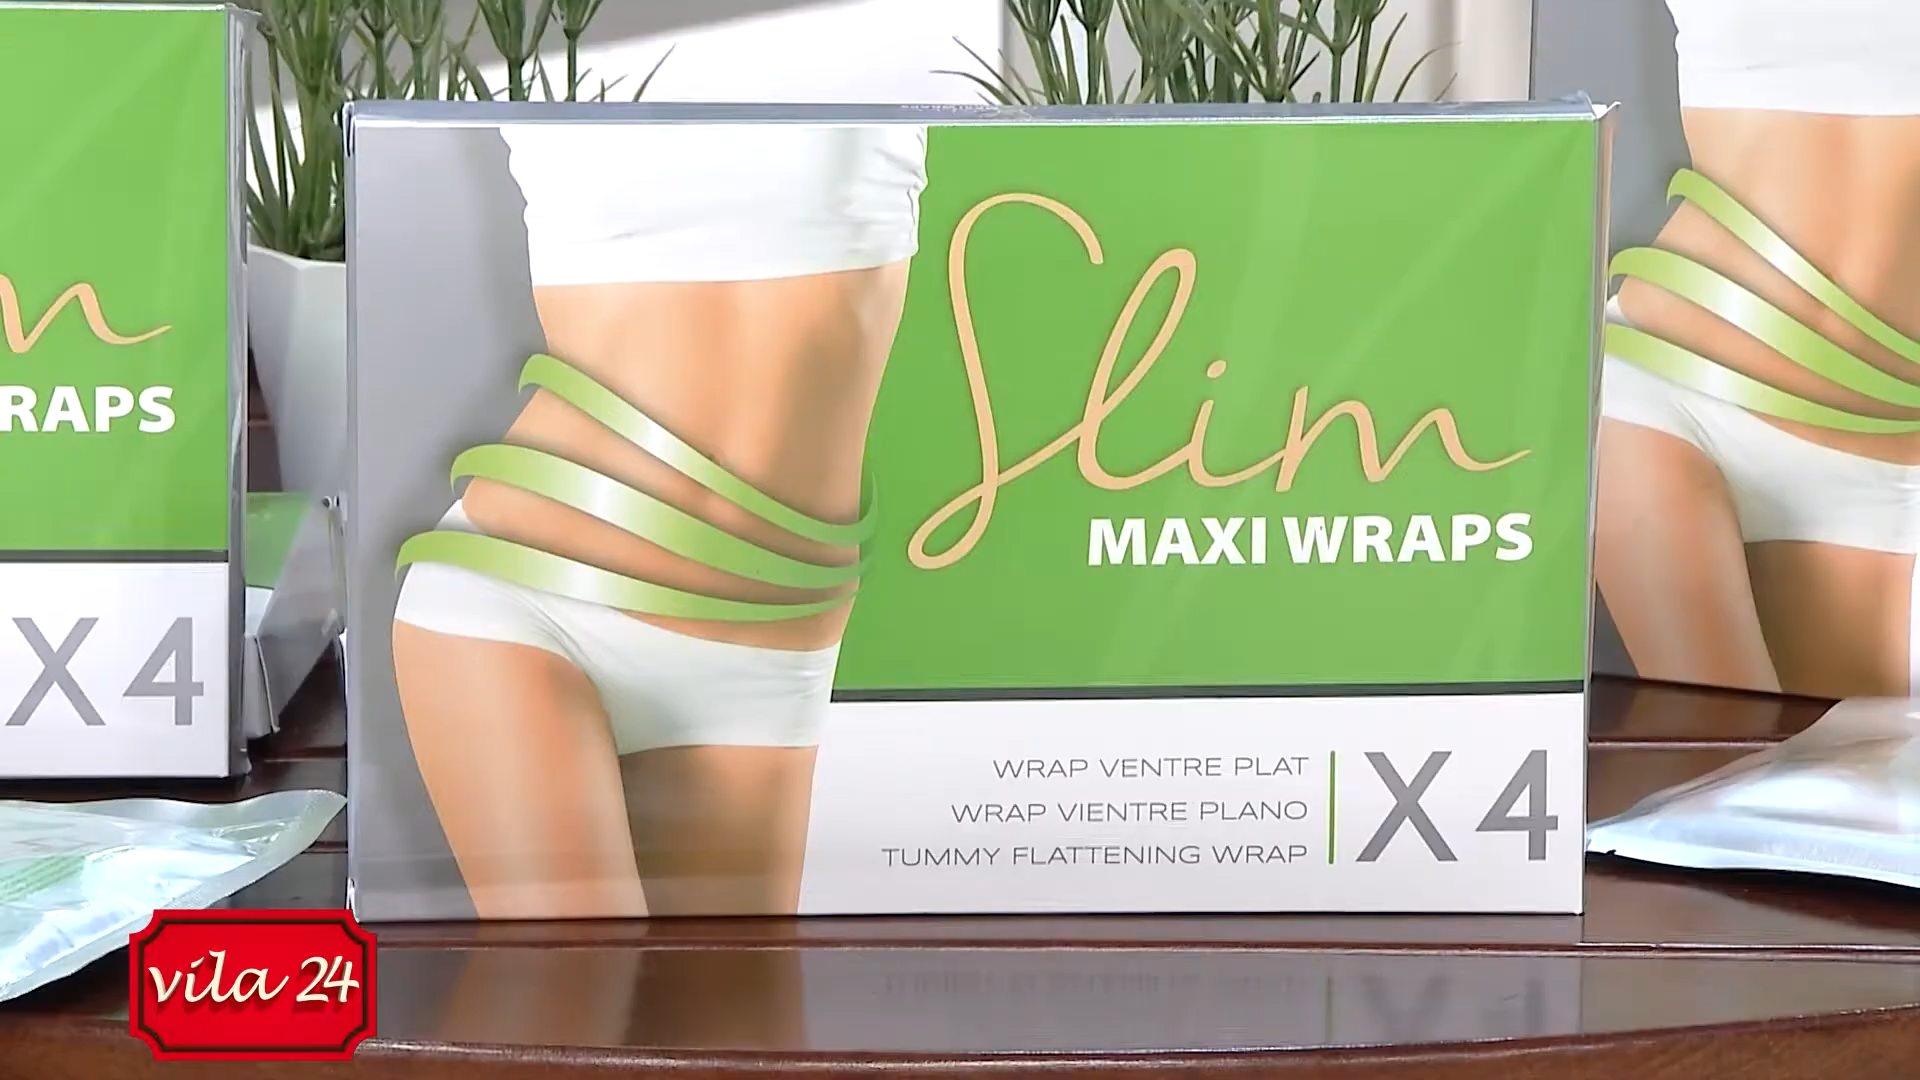 Slim
MAXI WRAPS
WRAP VENTRE PLAT
WRAP VIENTRE PLANO
TUMMY FLATTENING WRAP
X4
m
RAPS
X4
vila 24